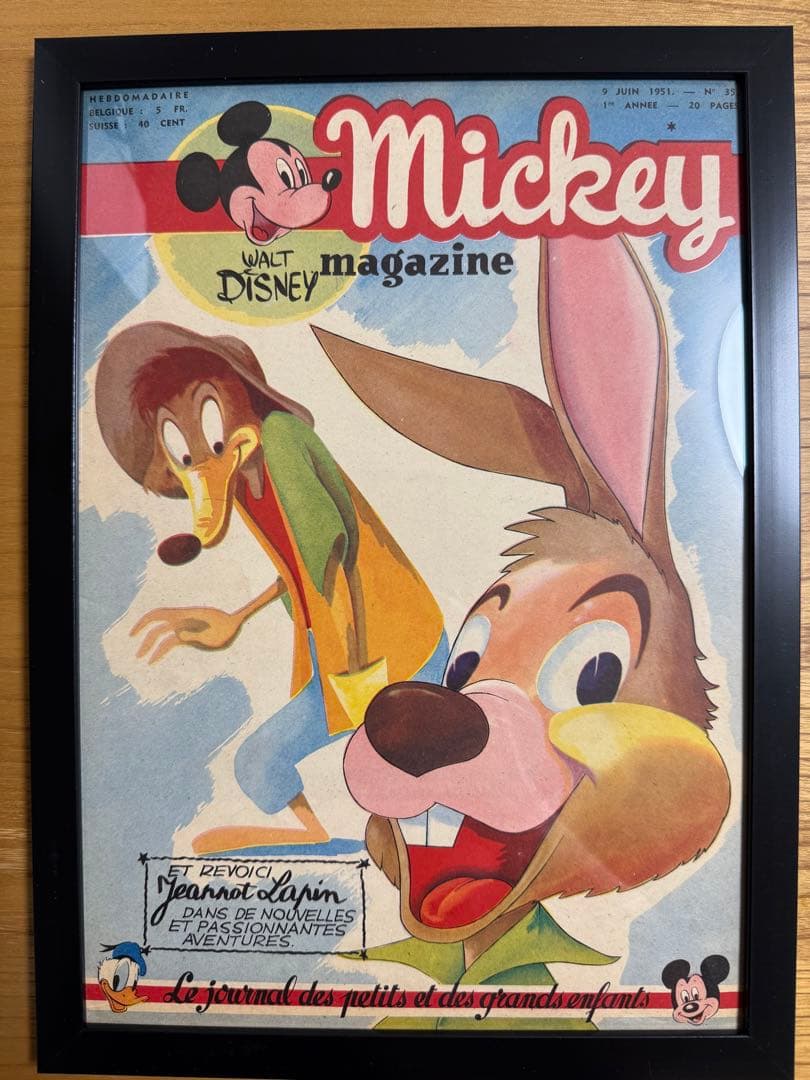 HEBDOMADAIRE
BELGIQUE : 5 FR.
SUISSE : 40 CENT
9 JUIN 1951. — N° 35
1re ANNEE — 20 PAGES
*
Mickey
magazine
WALT
DISNEY
ET REVOICI
Jeannot Lapin
DANS DE NOUVELLES
ET PASSIONNANTES
AVENTURES.
Le journal des petits et des grands enfants